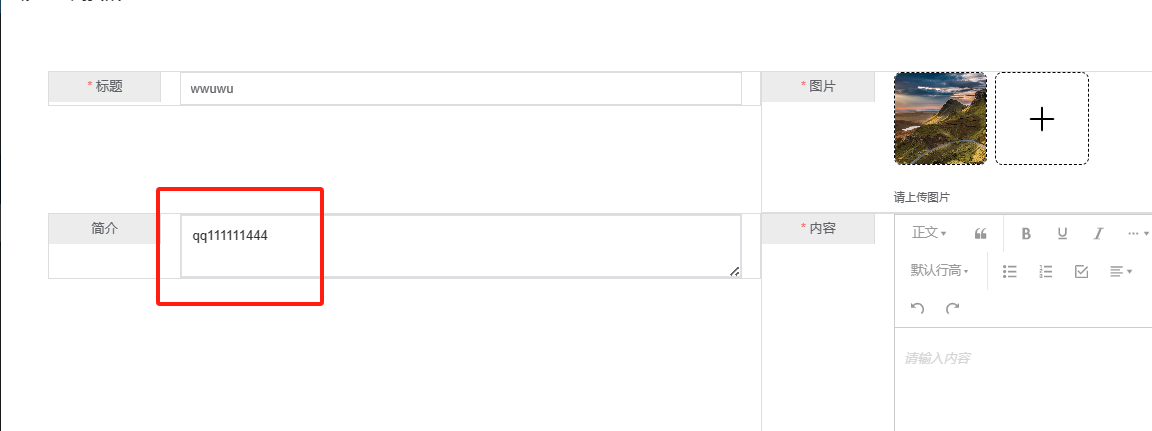 * 标题
wwuwu
* 图片
请上传图片
简介
qq111111444
* 内容
正文
B U I ...
默认行高
请输入内容